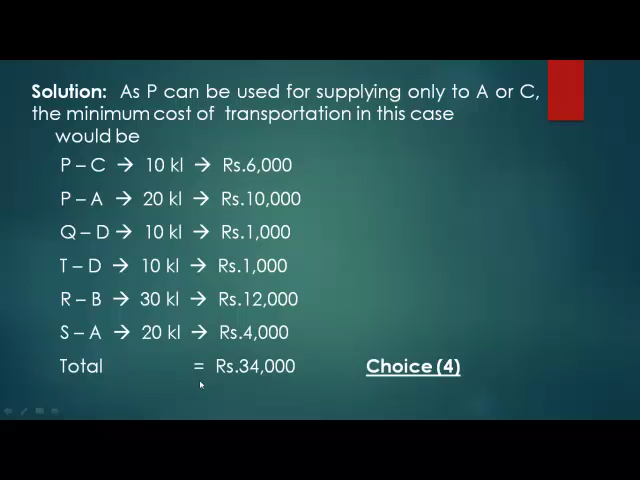 Solution: As P can be used for supplying only to A or C,
the minimum cost of transportation in this case
would be
P – C → 10 kl → Rs.6,000
P – A → 20 kl → Rs.10,000
Q – D → 10 kl → Rs.1,000
T – D → 10 kl → Rs.1,000
R – B → 30 kl → Rs.12,000
S – A → 20 kl → Rs.4,000
Total = Rs.34,000 Choice (4)